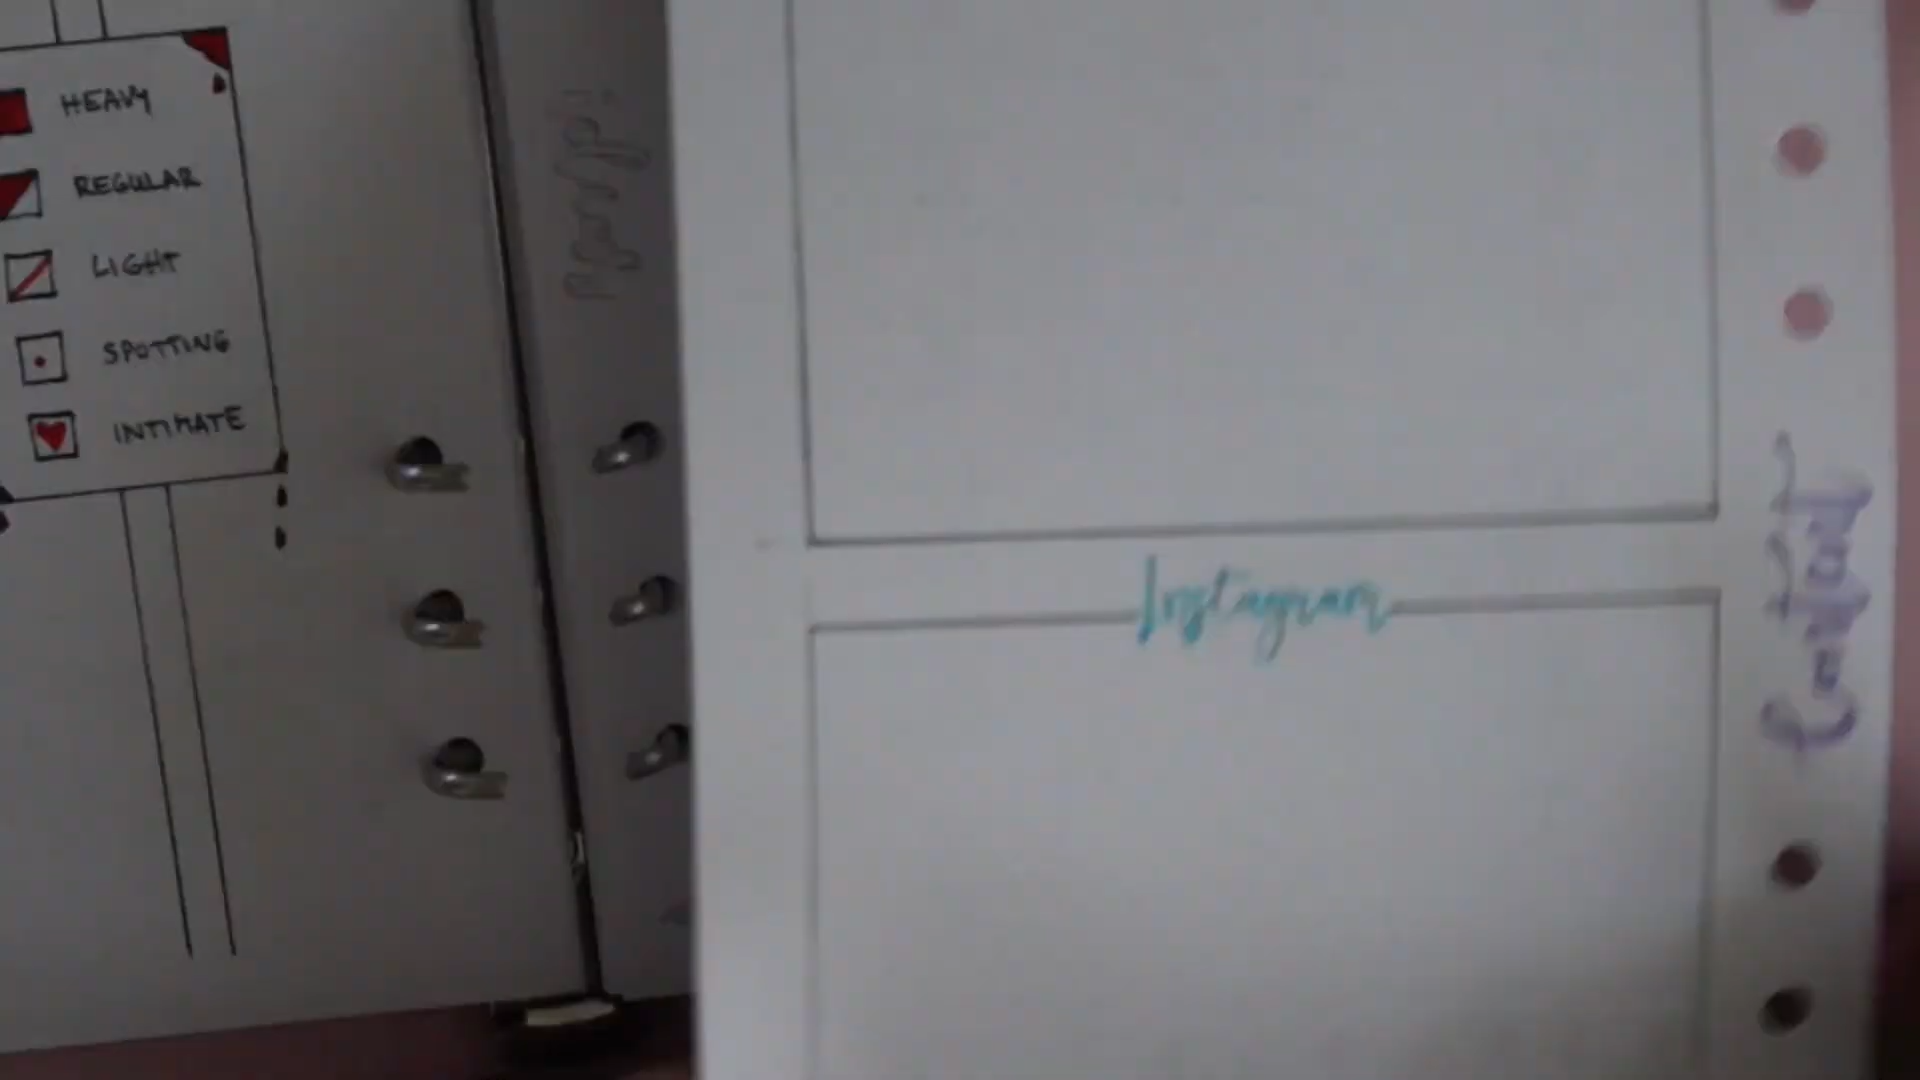 HEAVY
REGULAR
LIGHT
SPOTTING
INTIMATE
Instagram
Content